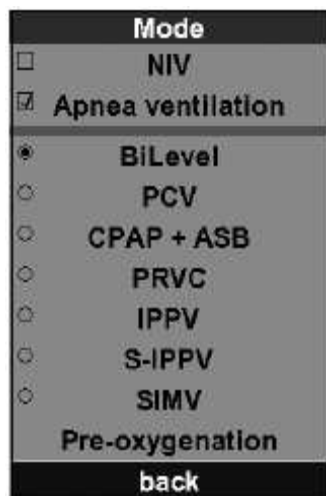 Mode
NIV
Apnea ventilation
BiLevel
PCV
CPAP + ASB
PRVC
IPPV
S-IPPV
SIMV
Pre-oxygenation
back